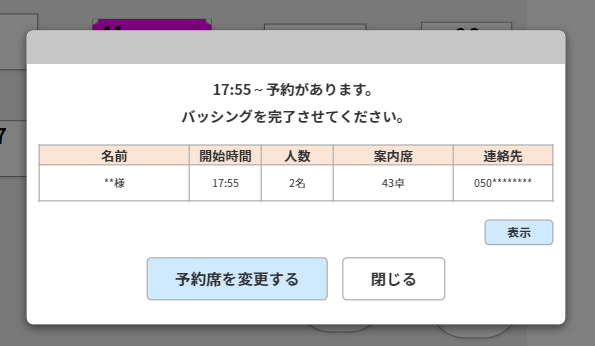 17:55～予約があります。
バッシングを完了させてください。
名前 開始時間 人数 案内席 連絡先
**様 17:55 2名 43卓 050********
表示
予約席を変更する 閉じる